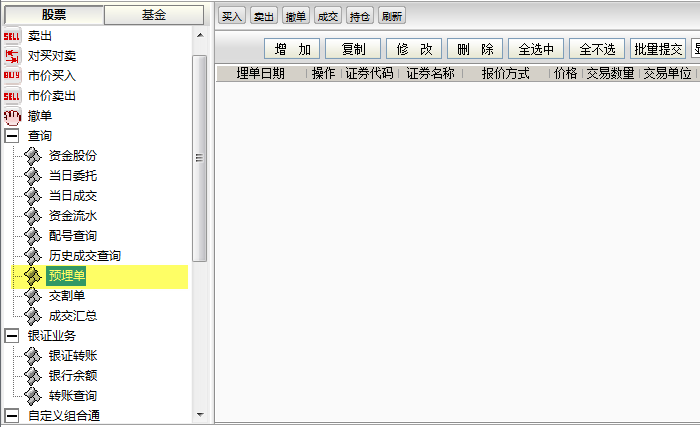 股票 基金
SELL 卖出
对买对卖
BUY 市价买入
SELL 市价卖出
撤单
查询
资金股份
当日委托
当日成交
资金流水
配号查询
历史成交查询
预埋单
交割单
成交汇总
银证业务
银证转账
银行余额
转账查询
自定义组合通
买入 卖出 撤单 成交 持仓 刷新
增 加 复制 修 改 删 除 全选中 全不选 批量提交
埋单日期 操作 证券代码 证券名称 报价方式 价格 交易数量 交易单位